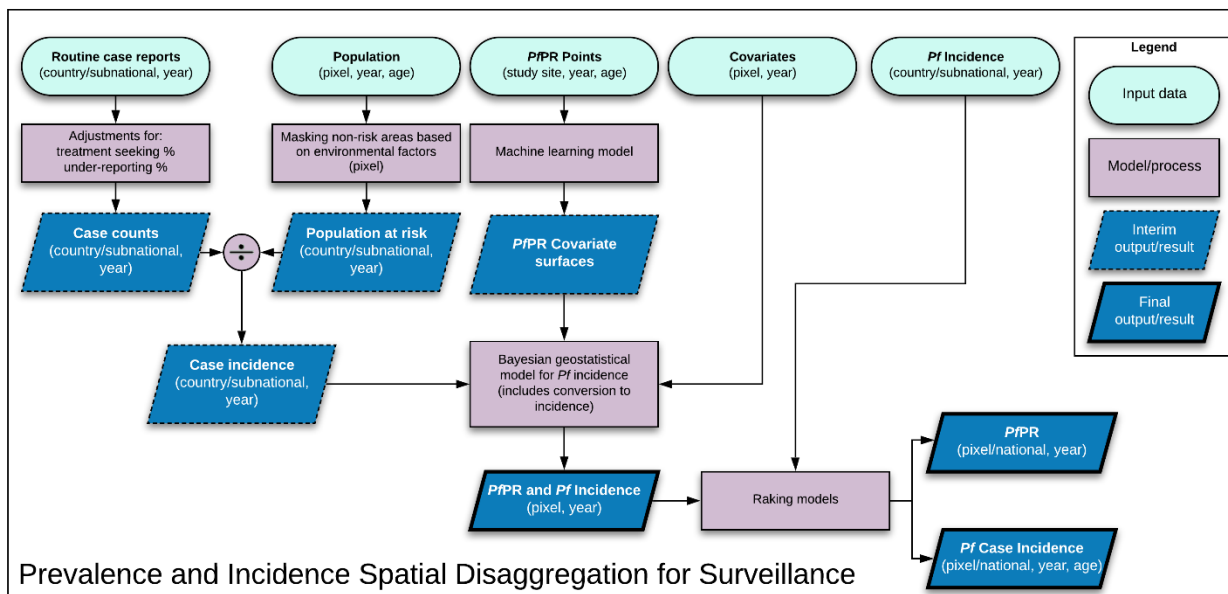 Routine case reports
(country/subnational, year)
Population
(pixel, year, age)
PfPR Points
(study site, year, age)
Covariates
(pixel, year)
Pf Incidence
(country/subnational, year)
Legend
Input data
Model/process
Interim
output/result
Final
output/result
Adjustments for:
treatment seeking %
under-reporting %
Masking non-risk areas based
on environmental factors
(pixel)
Machine learning model
Case counts
(country/subnational,
year)
÷
Population at risk
(country/subnational,
year)
PfPR Covariate
surfaces
Case incidence
(country/subnational,
year)
Bayesian geostatistical
model for Pf incidence
(includes conversion to
incidence)
PfPR and Pf Incidence
(pixel, year)
Raking models
PfPR
(pixel/national, year)
Pf Case Incidence
(pixel/national, year, age)
Prevalence and Incidence Spatial Disaggregation for Surveillance